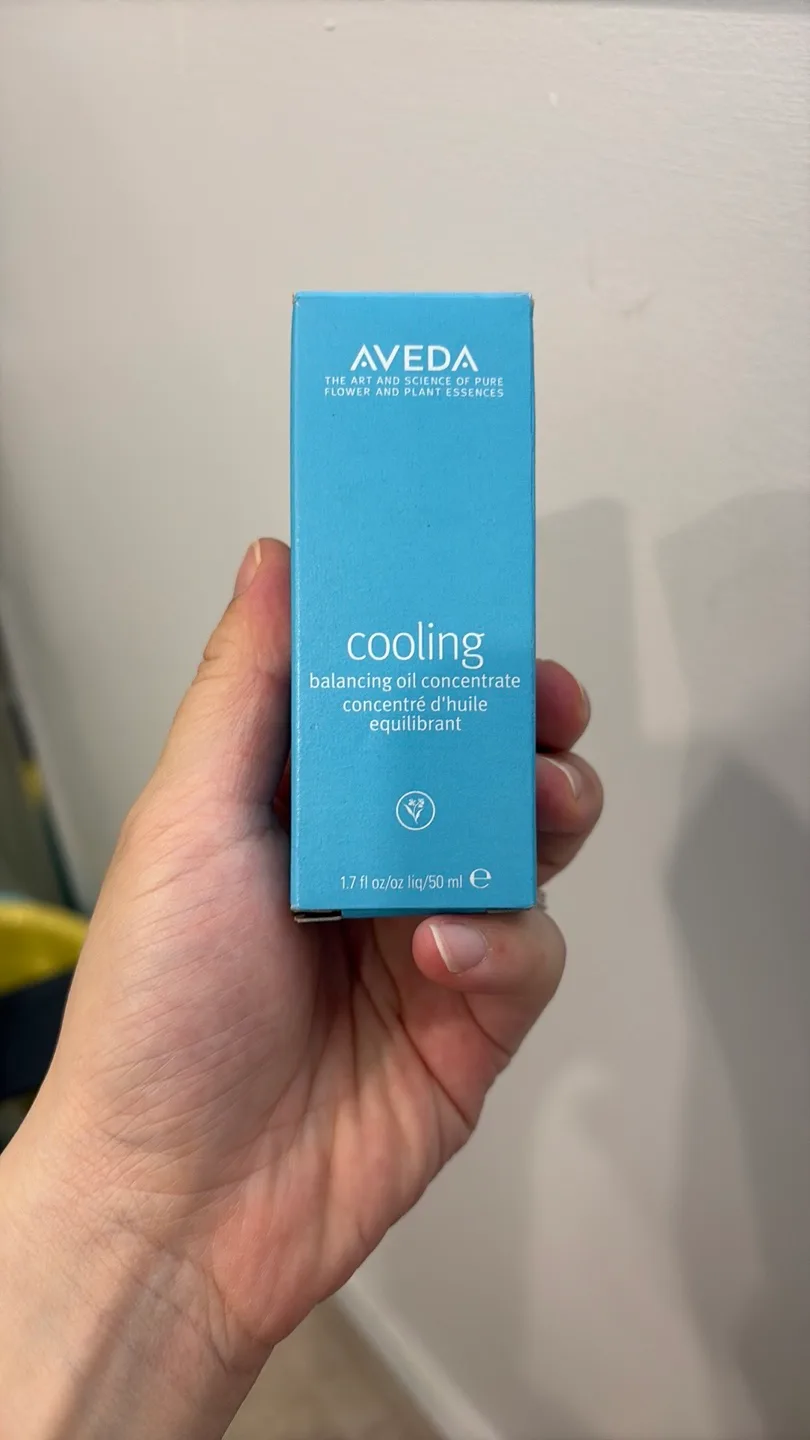 AVEDA
THE ART AND SCIENCE OF PURE
FLOWER AND PLANT ESSENCES
cooling
balancing oil concentrate
concentré d'huile
equilibrant
1.7 fl oz/oz liq/50 ml ℮